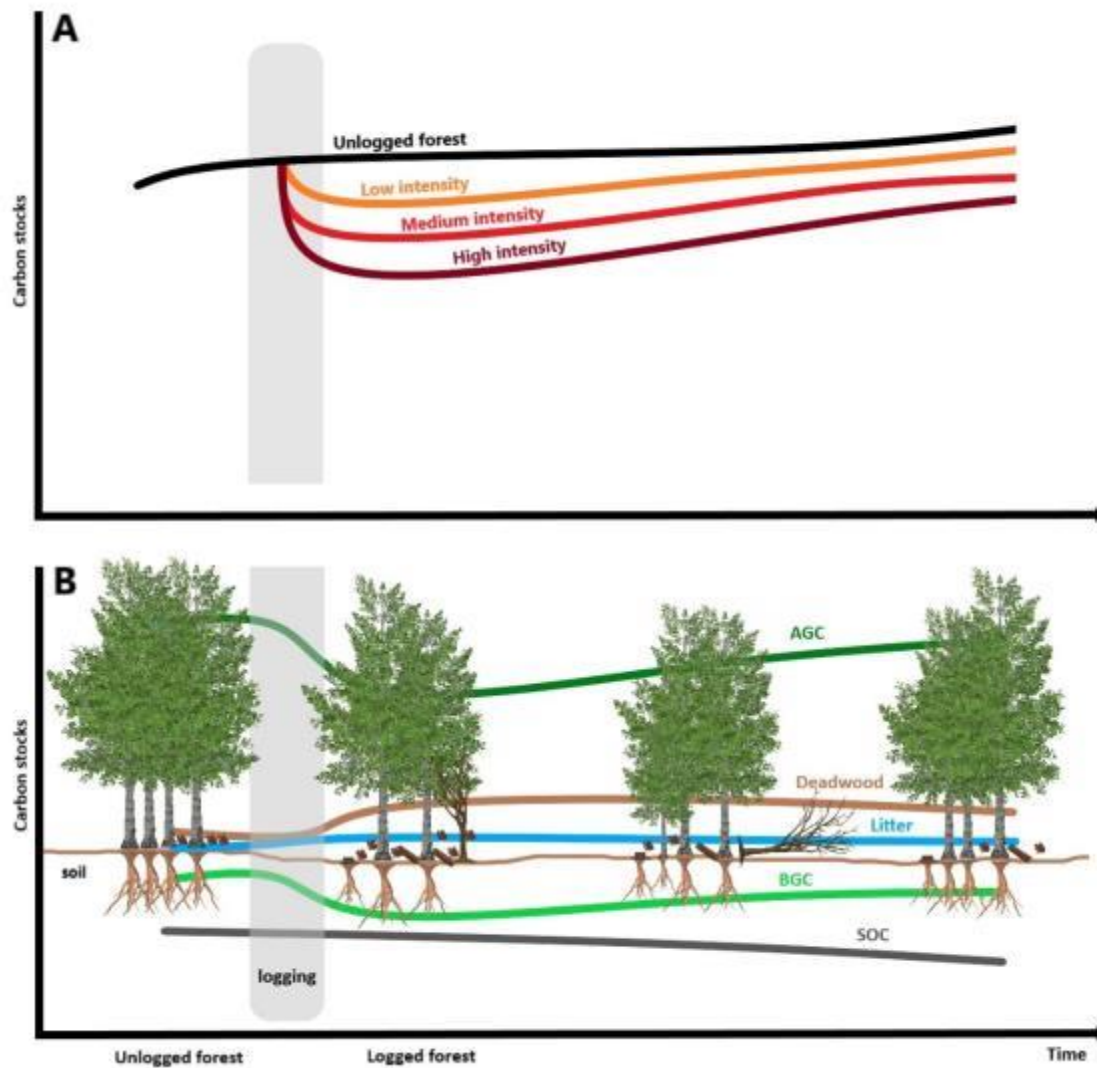 A
Carbon stocks
Unlogged forest
Low intensity
Medium intensity
High intensity
B
Carbon stocks
AGC
Deadwood
Litter
soil
BGC
SOC
logging
Unlogged forest
Logged forest
Time